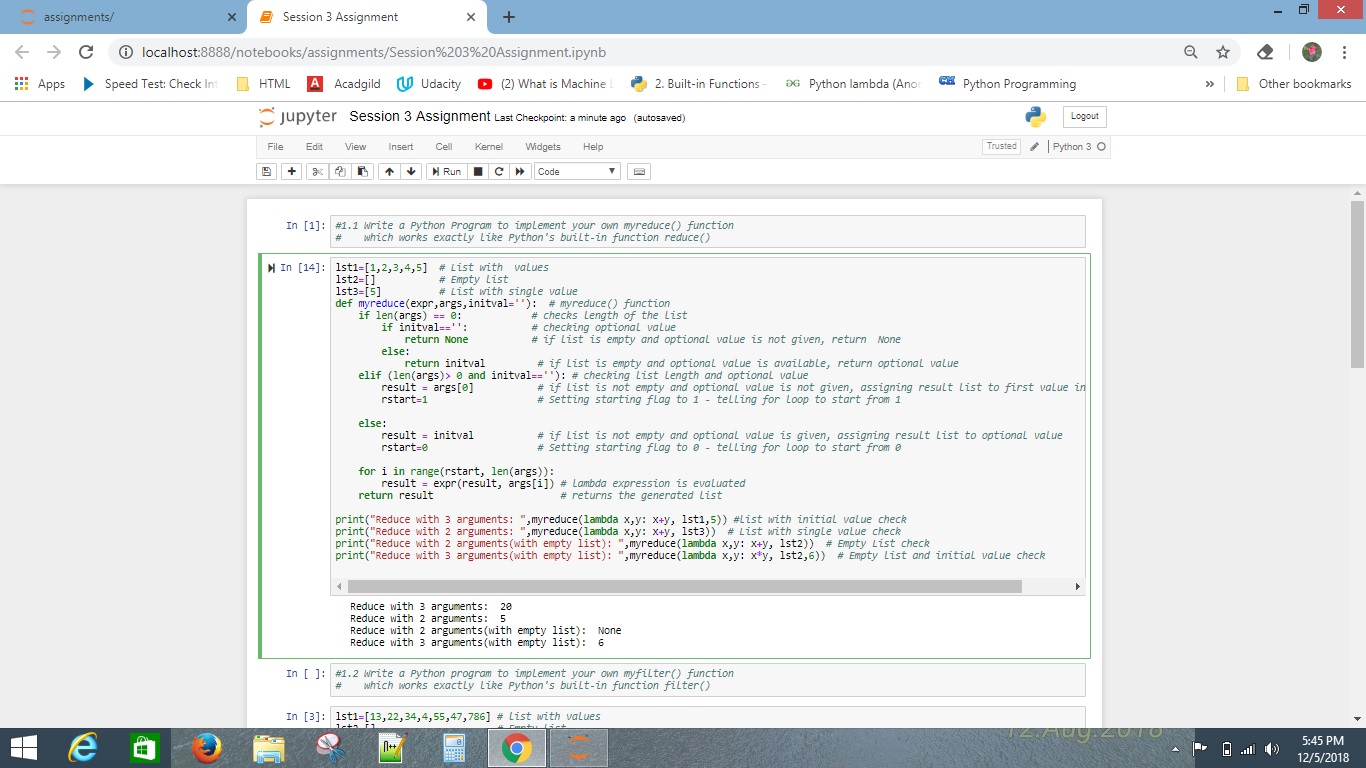 assignments/
Session 3 Assignment
localhost:8888/notebooks/assignments/Session%203%20Assignment.ipynb
Apps Speed Test: Check Int HTML Acadgild Udacity (2) What is Machine L 2. Built-in Functions - Python lambda (Anon Python Programming » Other bookmarks
jupyter Session 3 Assignment Last Checkpoint: a minute ago (autosaved) Logout
File Edit View Insert Cell Kernel Widgets Help Trusted Python 3
Run Code
In [1]: #1.1 Write a Python Program to implement your own myreduce() function
#    which works exactly like Python's built-in function reduce()
In [14]: lst1=[1,2,3,4,5]  # List with  values
lst2=[]           # Empty list
lst3=[5]          # List with single value
def myreduce(expr,args,initval=''):  # myreduce() function
    if len(args) == 0:            # checks length of the list
        if initval=='':           # checking optional value
            return None           # if list is empty and optional value is not given, return  None
        else:
            return initval         # if list is empty and optional value is available, return optional value
    elif (len(args)> 0 and initval==''): # checking list length and optional value
        result = args[0]           # if list is not empty and optional value is not given, assigning result list to first value in
        rstart=1                   # Setting starting flag to 1 - telling for loop to start from 1
    else:
        result = initval           # if list is not empty and optional value is given, assigning result list to optional value
        rstart=0                   # Setting starting flag to 0 - telling for loop to start from 0
    for i in range(rstart, len(args)):
        result = expr(result, args[i]) # lambda expression is evaluated
    return result                      # returns the generated list
print("Reduce with 3 arguments: ",myreduce(lambda x,y: x+y, lst1,5)) #List with initial value check
print("Reduce with 2 arguments: ",myreduce(lambda x,y: x+y, lst3))  # List with single value check
print("Reduce with 2 arguments(with empty list): ",myreduce(lambda x,y: x+y, lst2))  # Empty List check
print("Reduce with 3 arguments(with empty list): ",myreduce(lambda x,y: x*y, lst2,6))  # Empty list and initial value check
Reduce with 3 arguments:  20
Reduce with 2 arguments:  5
Reduce with 2 arguments(with empty list):  None
Reduce with 3 arguments(with empty list):  6
In [ ]: #1.2 Write a Python program to implement your own myfilter() function
#    which works exactly like Python's built-in function filter()
In [3]: lst1=[13,22,34,4,55,47,786] # list with values
12.Aug.2018
5:45 PM
12/5/2018